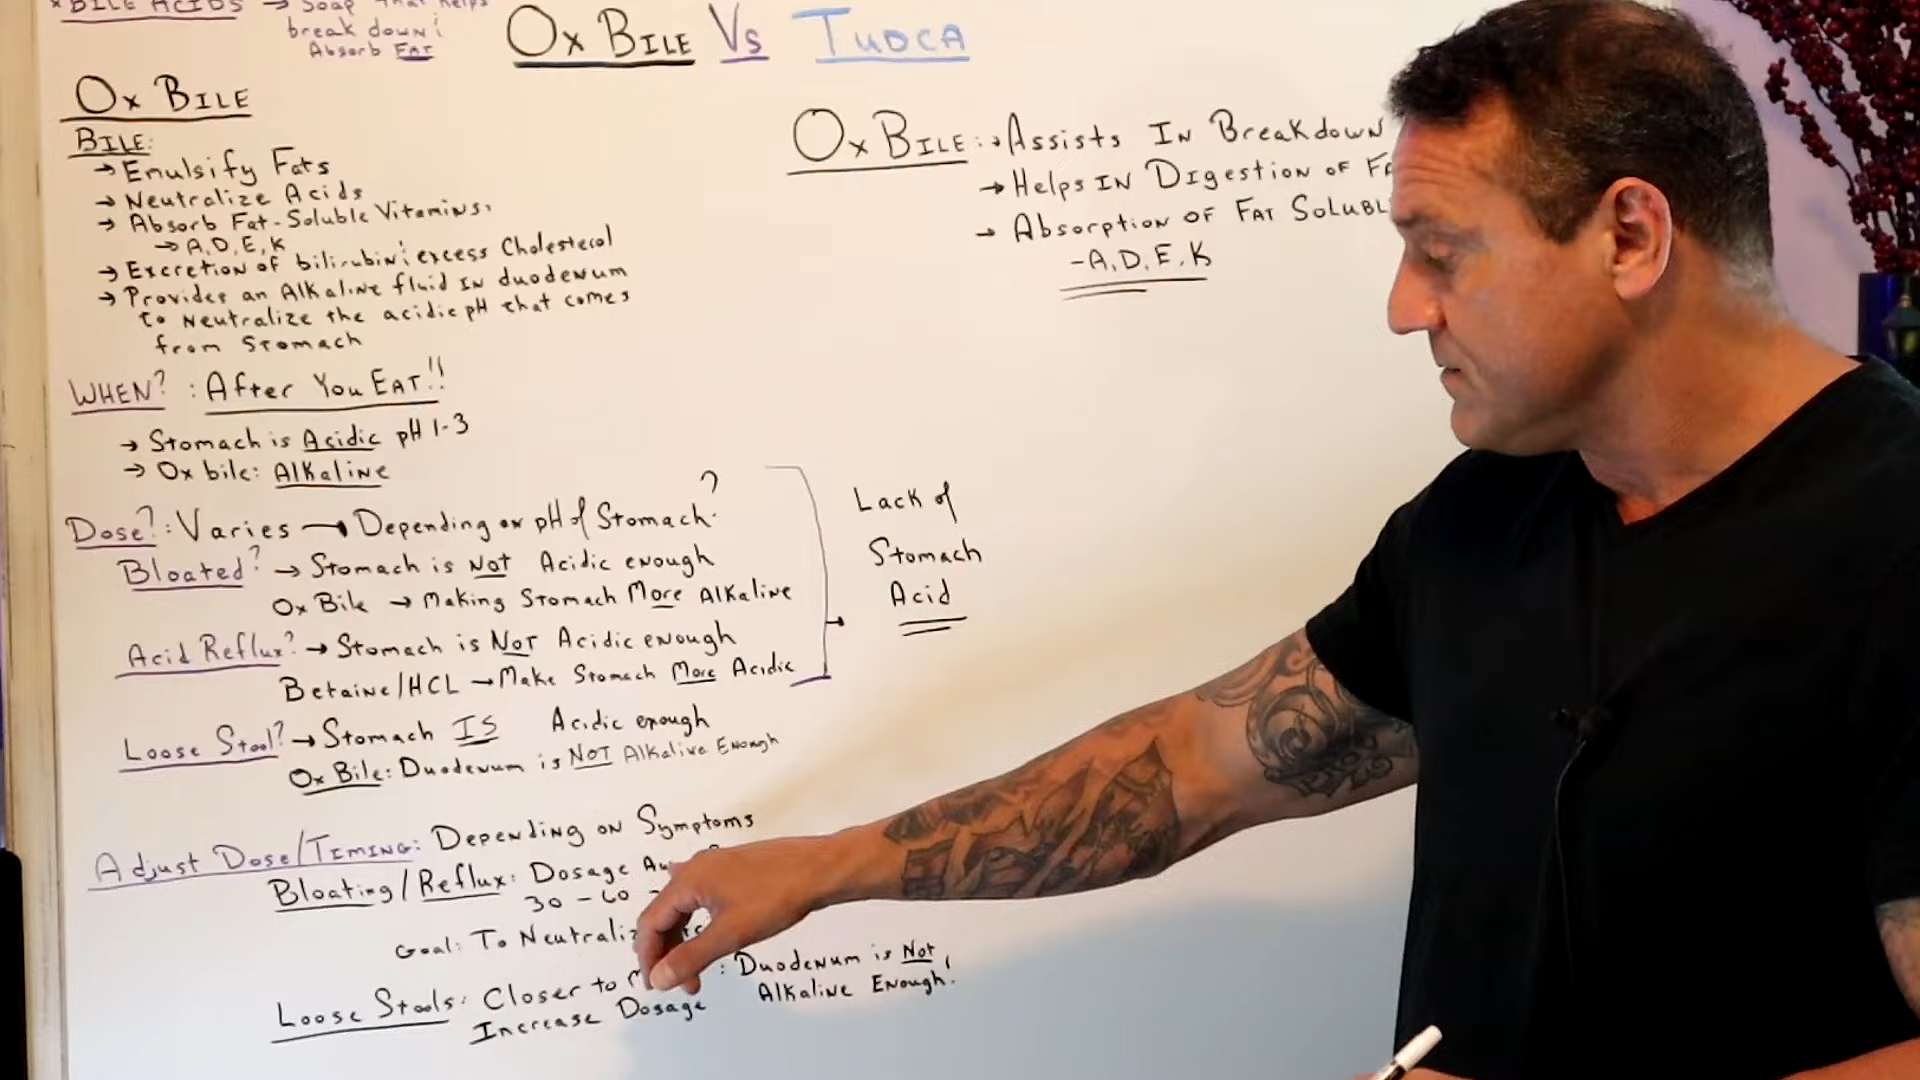 * BILE ACIDS → Soap that helps
break down &
Absorb FAT
Ox BILE Vs TUDCA
Ox BILE
BILE:
→ Emulsify Fats
→ Neutralize Acids
→ Absorb Fat-Soluble Vitamins.
→ A, D, E, K
→ Excretion of bilirubin & excess Cholesterol
→ Provides an Alkaline fluid in duodenum
to neutralize the acidic pH that comes
from Stomach
WHEN? : After You EAT!!
→ Stomach is Acidic pH 1-3
→ Ox bile: Alkaline
Dose?: Varies → Depending on pH of Stomach?
Bloated? → Stomach is Not Acidic enough
Ox Bile → Making Stomach More Alkaline
Acid Reflux? → Stomach is NOT Acidic enough
Betaine/HCL → Make Stomach More Acidic
Loose Stool? → Stomach IS Acidic enough
Ox Bile: Duodenum is NOT Alkaline Enough
Adjust Dose/TIMING: Depending on Symptoms
Bloating/Reflux: Dosage
30 - 60
Goal: To
Loose Stools: Closer to
Increase Dosage
: Duodenum is Not
Alkaline Enough!
Lack of
Stomach
Acid
Ox BILE: → Assists In Breakdown
→ Helps IN Digestion of
→ Absorption of Fat
- A, D, E, K